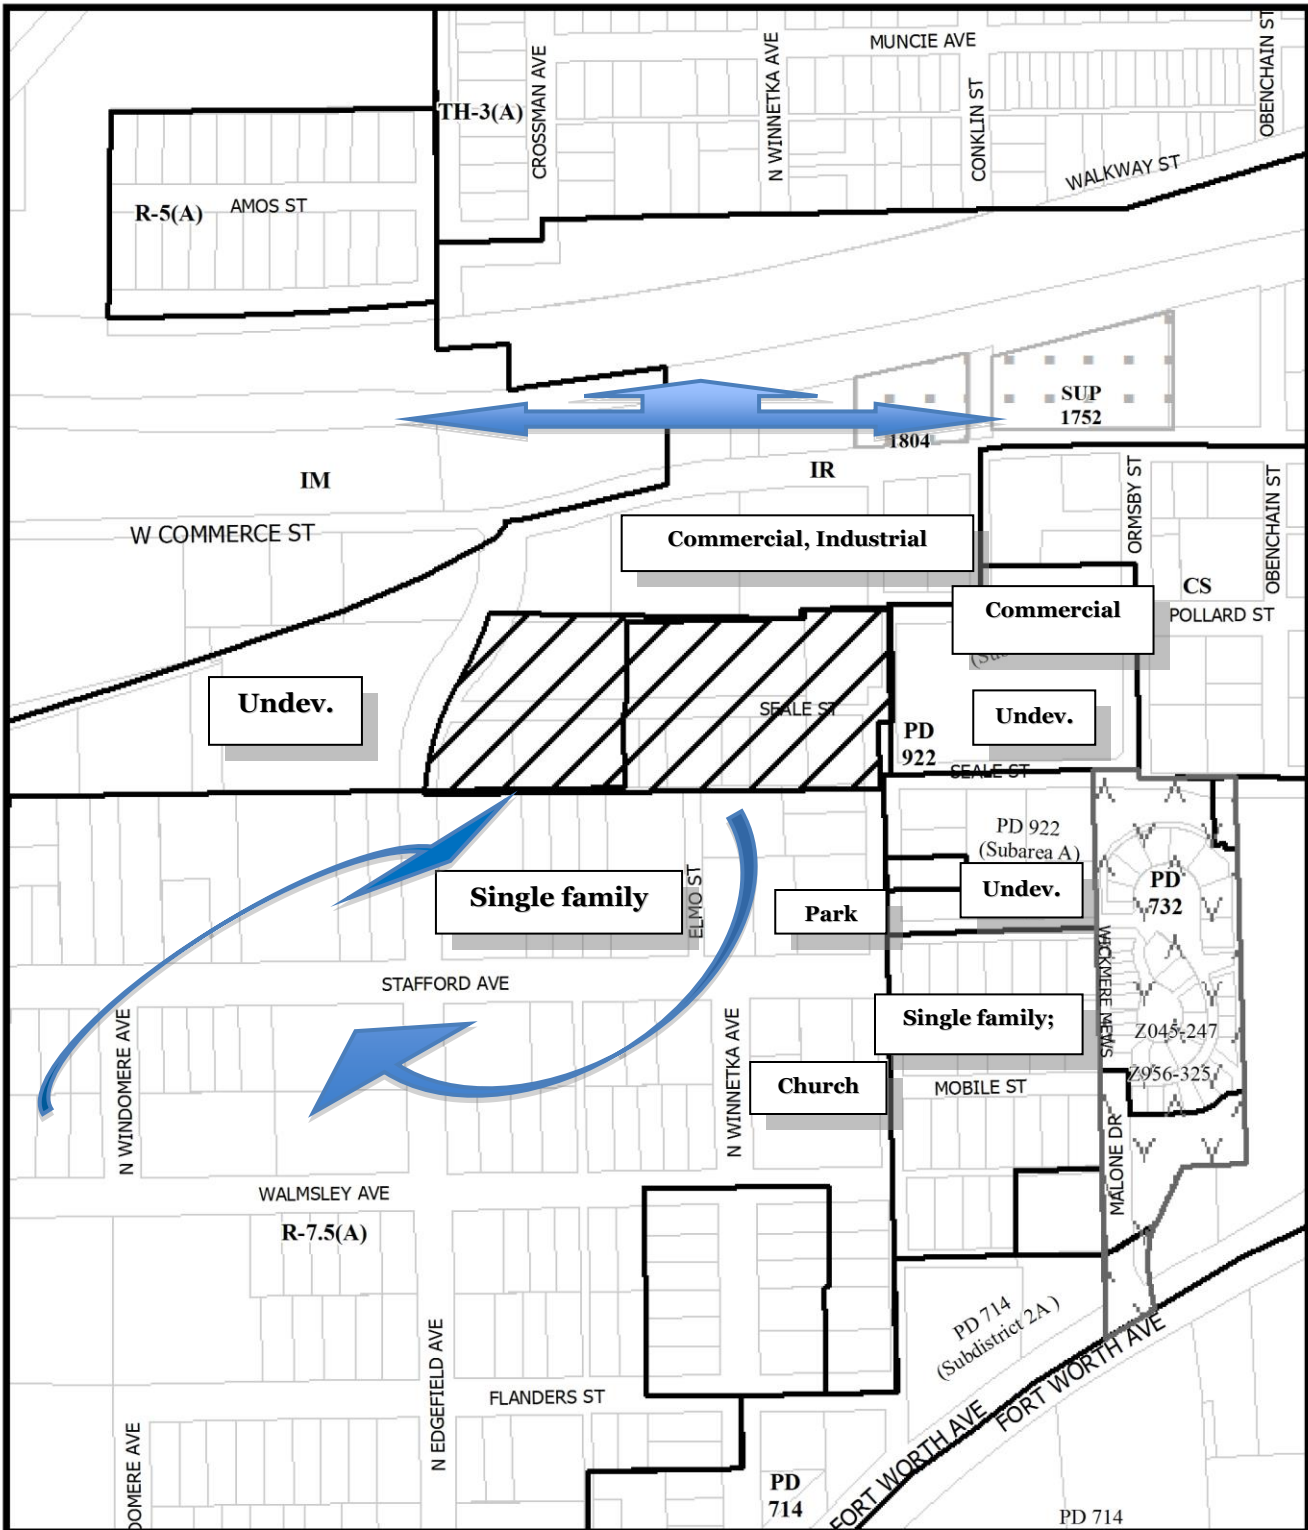 MUNCIE AVE
OBENCHAIN ST
CROSSMAN AVE
N WINNETKA AVE
CONKLIN ST
TH-3(A)
WALKWAY ST
R-5(A)
AMOS ST
SUP
1752
1804
IM
IR
W COMMERCE ST
ORMSBY ST
OBENCHAIN ST
Commercial, Industrial
CS
Commercial
POLLARD ST
Undev.
SEALE ST
Undev.
PD
922
SEALE ST
PD 922
(Subarea A)
Single family
ELMO ST
Park
Undev.
PD
732
STAFFORD AVE
N WINDOMERE AVE
N WINNETKA AVE
Single family;
WICKMERE MEWS
Z045-247
Z956-325
Church
MOBILE ST
MALONE DR
WALMSLEY AVE
R-7.5(A)
PD 714
(Subdistrict 2A )
FORT WORTH AVE
FORT WORTH AVE
N EDGEFIELD AVE
FLANDERS ST
DOMERE AVE
PD
714
PD 714